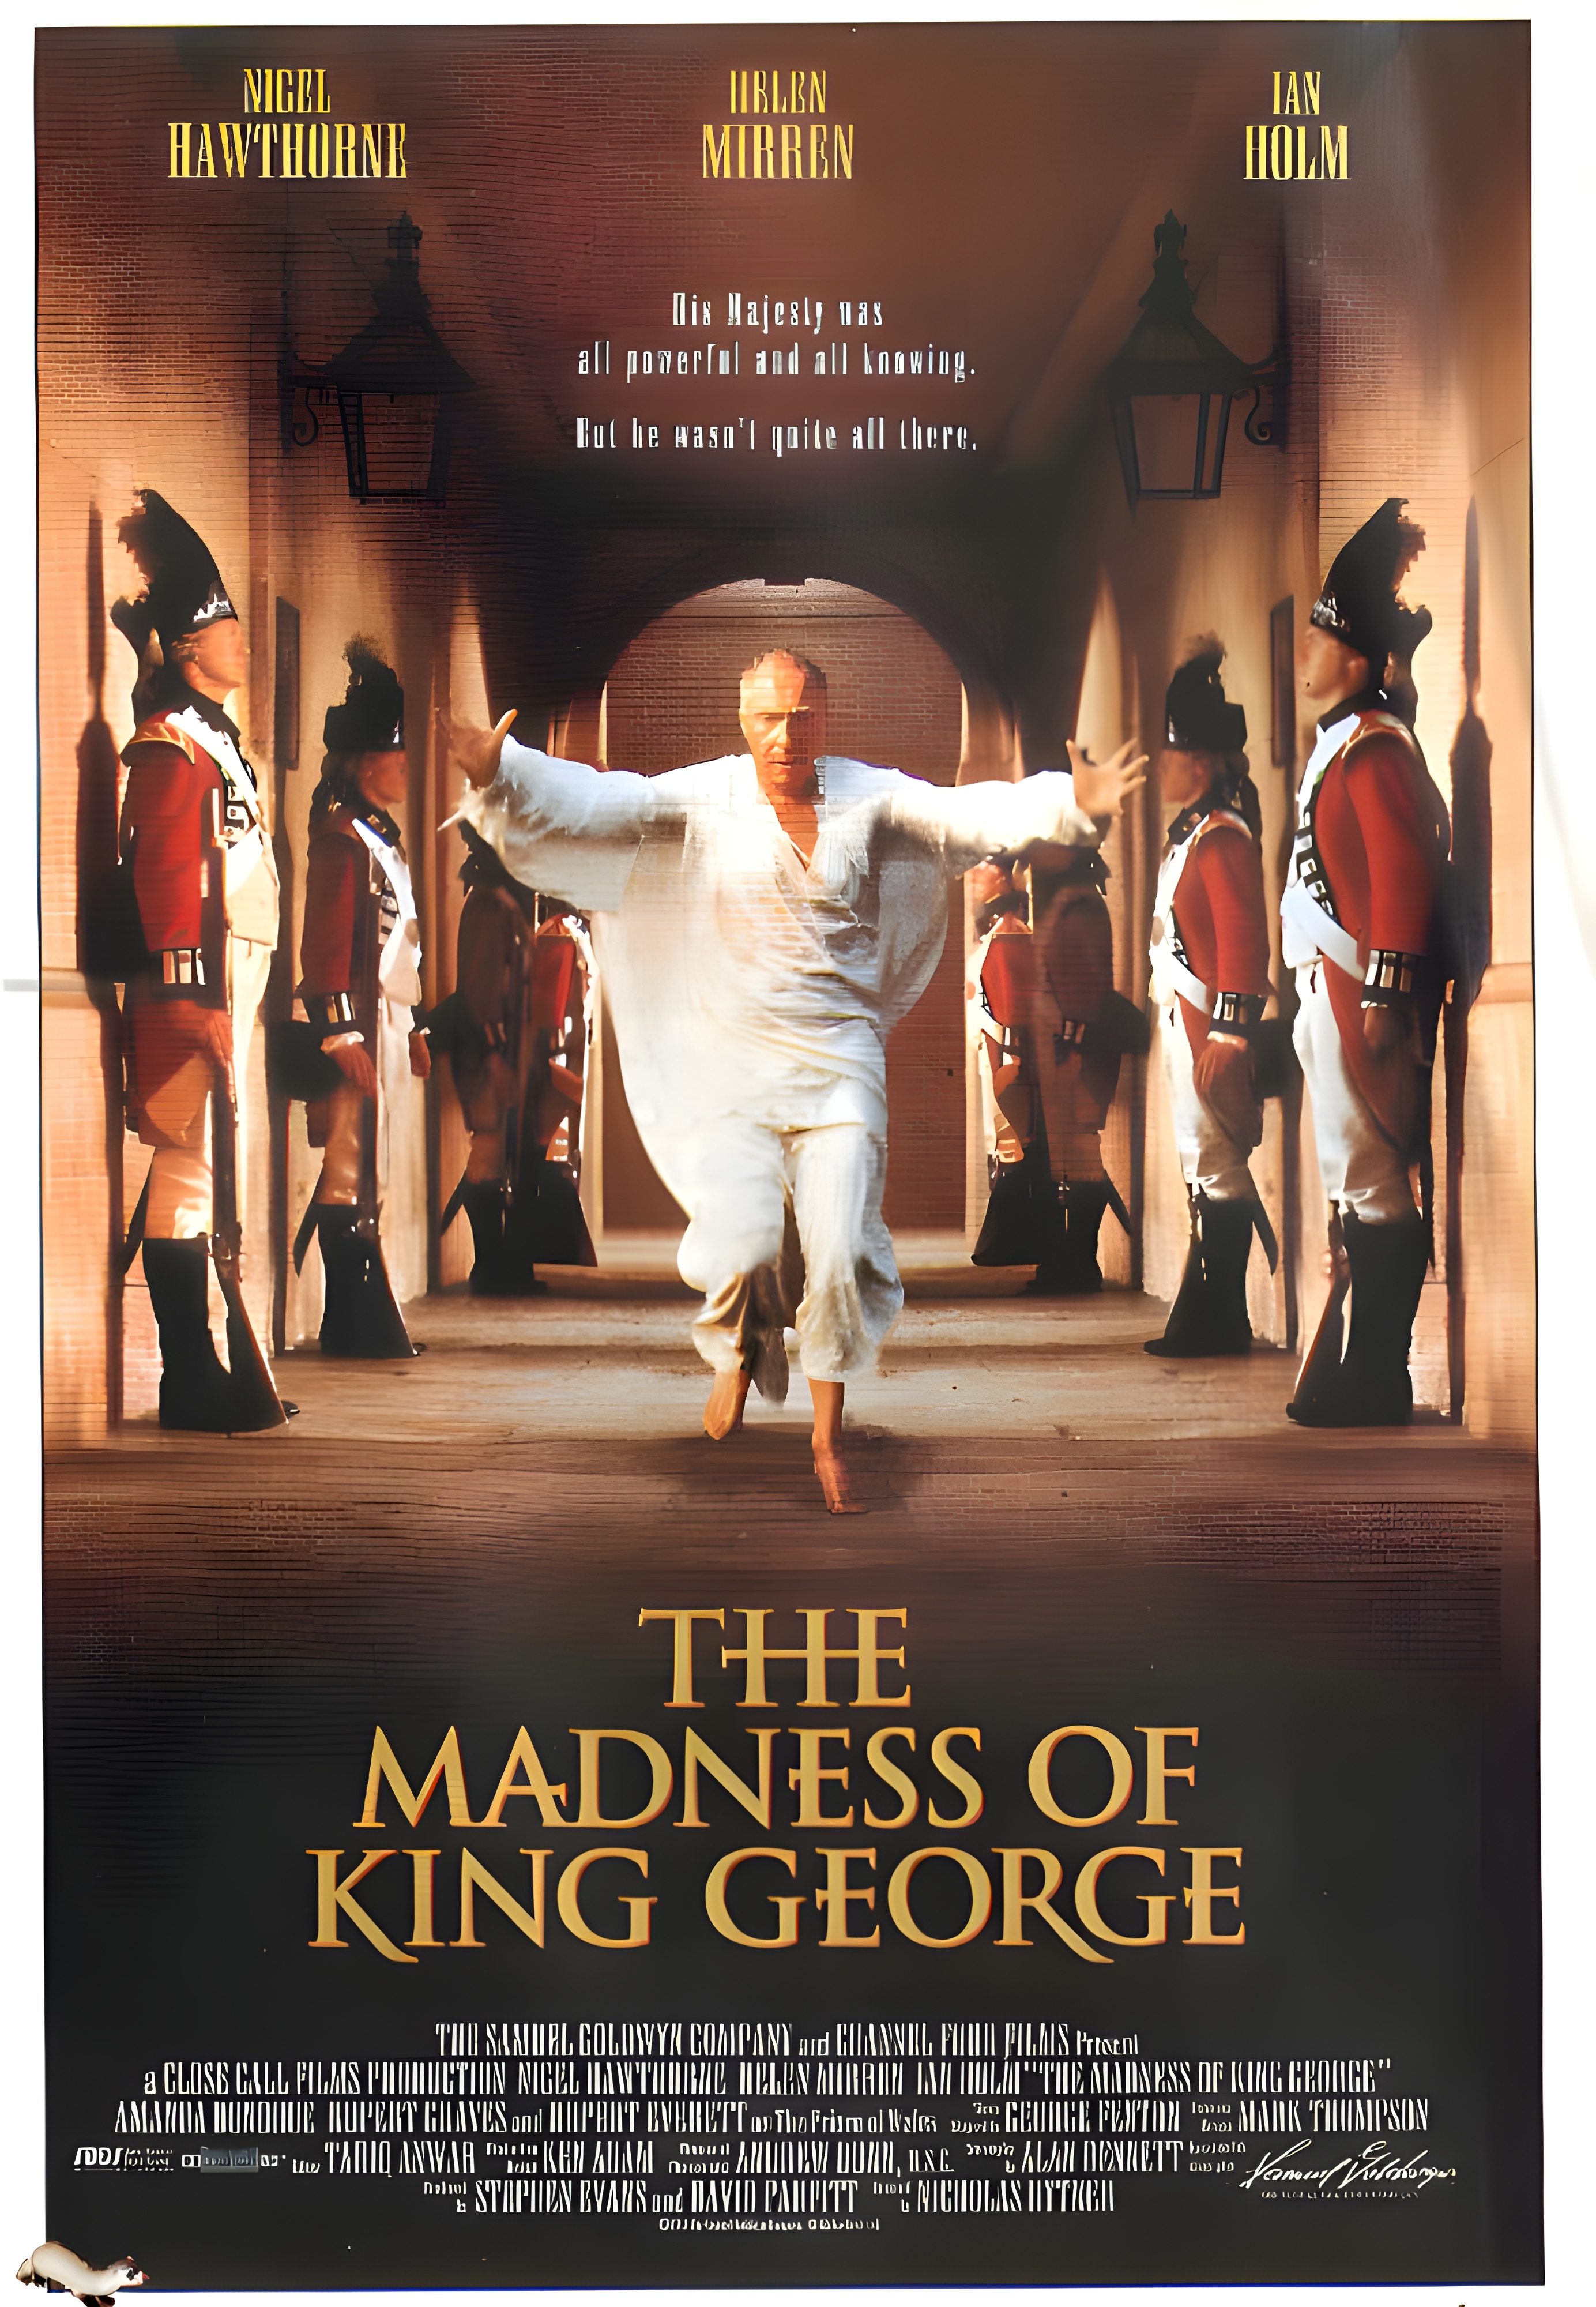 NIGEL
HAWTHORNE
HELEN
MIRREN
IAN
HOLM
His Majesty was
all powerful and all knowing.
But he wasn't quite all there.
THE
MADNESS OF
KING GEORGE
THE SAMUEL GOLDWYN COMPANY and CHANNEL FOUR FILMS Present
a CLOSE CALL FILMS PRODUCTION NIGEL HAWTHORNE HELEN MIRREN IAN HOLM "THE MADNESS OF KING GEORGE"
AMANDA DONOHOE RUPERT GRAVES and RUPERT EVERETT as The Prince of Wales GEORGE FENTON MARK THOMPSON
TARIQ ANWAR KEN ADAM ANDREW DUNN, ALAN BENNETT
STEPHEN EVANS and DAVID PARFITT NICHOLAS HYTNER